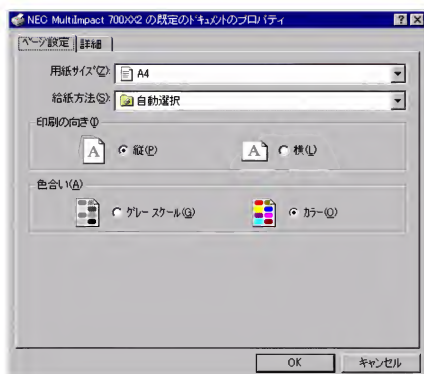 NEC MultiImpact 700XX2 の既定のドキュメントのプロパティ
ページ設定 詳細
用紙サイズ(Z): A4
給紙方法(S): 自動選択
印刷の向き(I)
A 縦(P) A 横(L)
色合い(A)
グレー スケール(G) カラー(O)
OK キャンセル